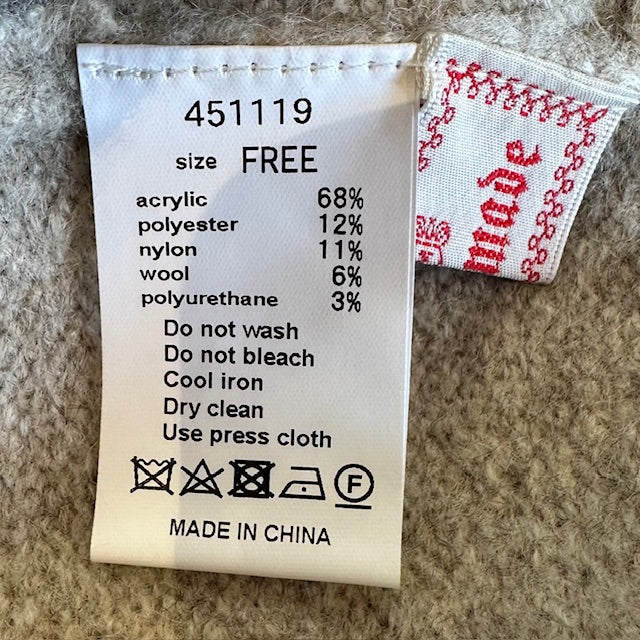 451119
size FREE
acrylic 68%
polyester 12%
nylon 11%
wool 6%
polyurethane 3%
Do not wash
Do not bleach
Cool iron
Dry clean
Use press cloth
F
MADE IN CHINA
made